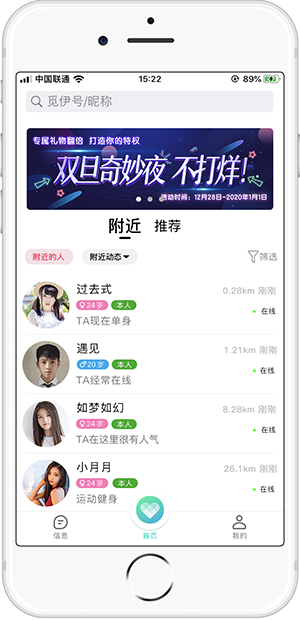 中国联通 15:22 89%
觅伊号/昵称
专属礼物翻倍 打造你的特权
双旦奇妙夜 不打烊!
活动时间：12月28日-2020年1月1日
附近 推荐
附近的人 附近动态 筛选
过去式 0.28km 刚刚
24岁 本人 在线
TA现在单身
遇见 1.21km 刚刚
20岁 本人 在线
TA经常在线
如梦如幻 8.28km 刚刚
24岁 本人 在线
TA在这里很有人气
小月月 26.1km 刚刚
24岁 本人 在线
运动健身
信息 首页 我的